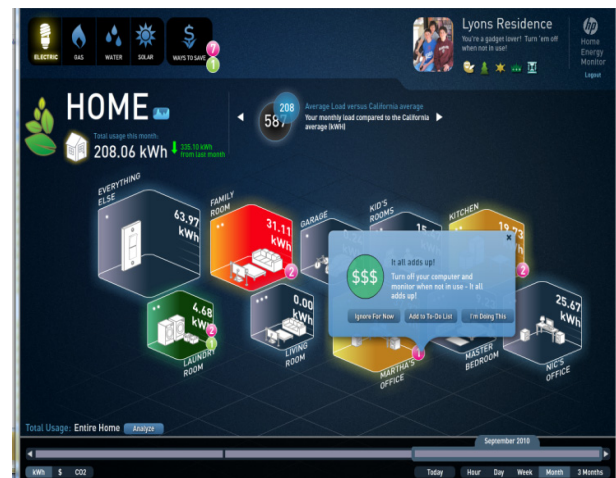 ELECTRIC
GAS
WATER
SOLAR
WAYS TO SAVE
7
1
Lyons Residence
You're a gadget lover! Turn 'em off
when not in use!
hp
Home
Energy
Monitor
Logout
HOME
Total usage this month:
208.06 kWh
335.10 kWh
from last month
587
208
Average Load versus California average
Your monthly load compared to the California
average (kWH)
EVERYTHING
ELSE
63.97
kWh
FAMILY
ROOM
31.11
kWh
2
GARAGE
KID'S
ROOMS
KITCHEN
19.73
kWh
2
It all adds up!
$$$
Turn off your computer and
monitor when not in use - It all
adds up!
Ignore For Now
Add to To-Do List
I'm Doing This
4.68
kWh
2
1
LAUNDRY
ROOM
0.00
kWh
LIVING
ROOM
MARTHA'S
OFFICE
1
MASTER
BEDROOM
25.67
kWh
NIC'S
OFFICE
Total Usage: Entire Home
Analyze
September 2010
kWh $ CO2
Today Hour Day Week Month 3 Months